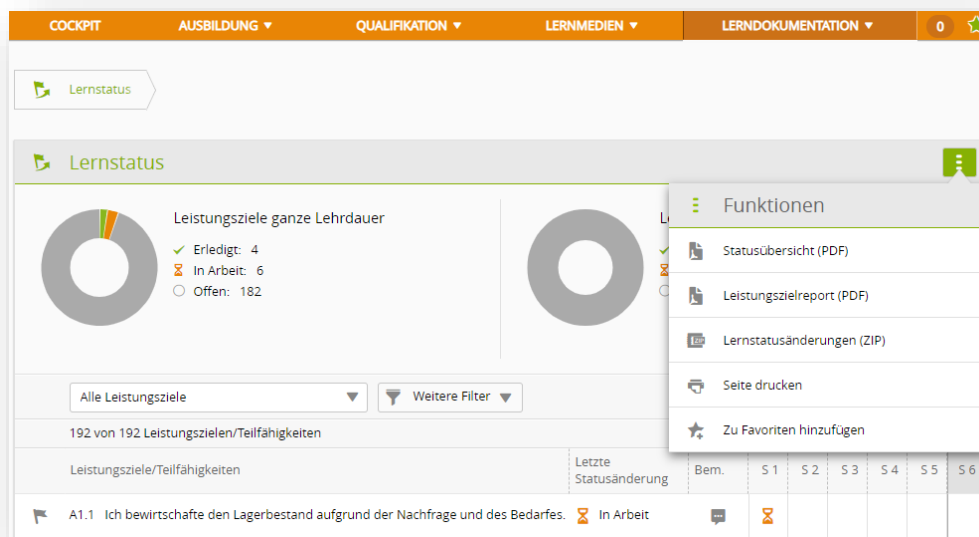 COCKPIT AUSBILDUNG QUALIFIKATION LERNMEDIEN LERNDOKUMENTATION 0
Lernstatus
Lernstatus
Funktionen
Leistungsziele ganze Lehrdauer
Erledigt: 4
In Arbeit: 6
Offen: 182
Statusübersicht (PDF)
Leistungszielreport (PDF)
Lernstatusänderungen (ZIP)
Seite drucken
Zu Favoriten hinzufügen
Alle Leistungsziele Weitere Filter
192 von 192 Leistungszielen/Teilfähigkeiten
Leistungsziele/Teilfähigkeiten Letzte Statusänderung Bem. S 1 S 2 S 3 S 4 S 5 S 6
A1.1 Ich bewirtschafte den Lagerbestand aufgrund der Nachfrage und des Bedarfes. In Arbeit